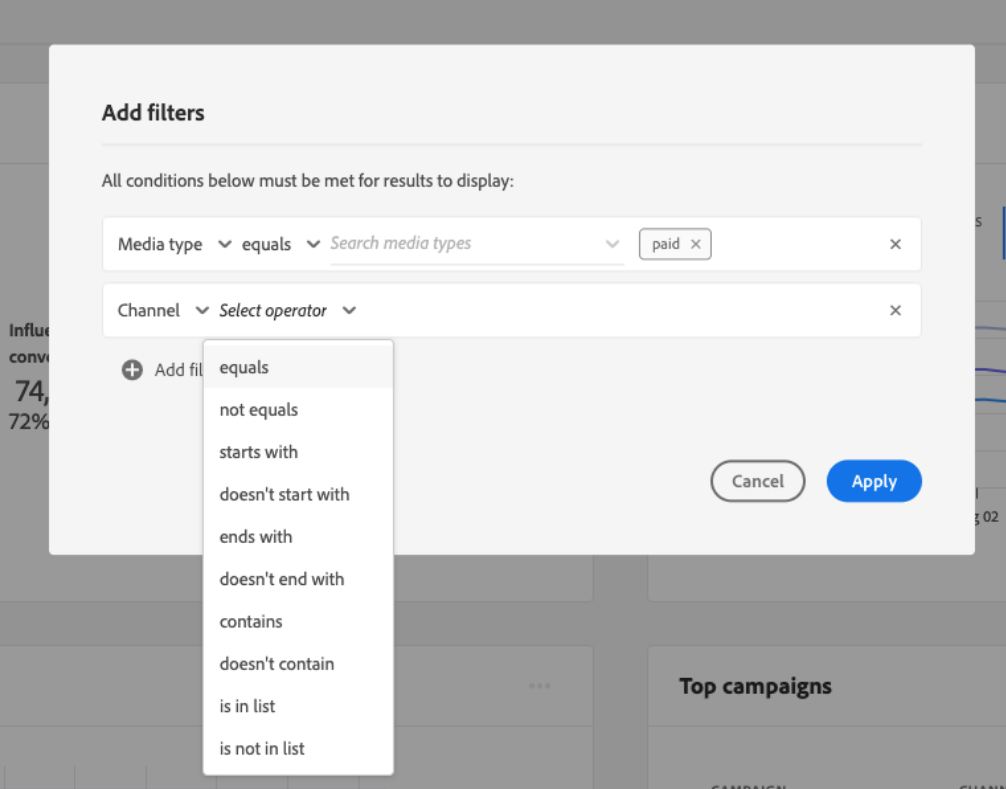 Add filters
All conditions below must be met for results to display:
Media type equals Search media types paid
Channel Select operator
Add fil
equals
not equals
starts with
doesn't start with
ends with
doesn't end with
contains
doesn't contain
is in list
is not in list
Cancel Apply
Influe
conve
74,
72%
s
g 02
Top campaigns
CAMPAIGN